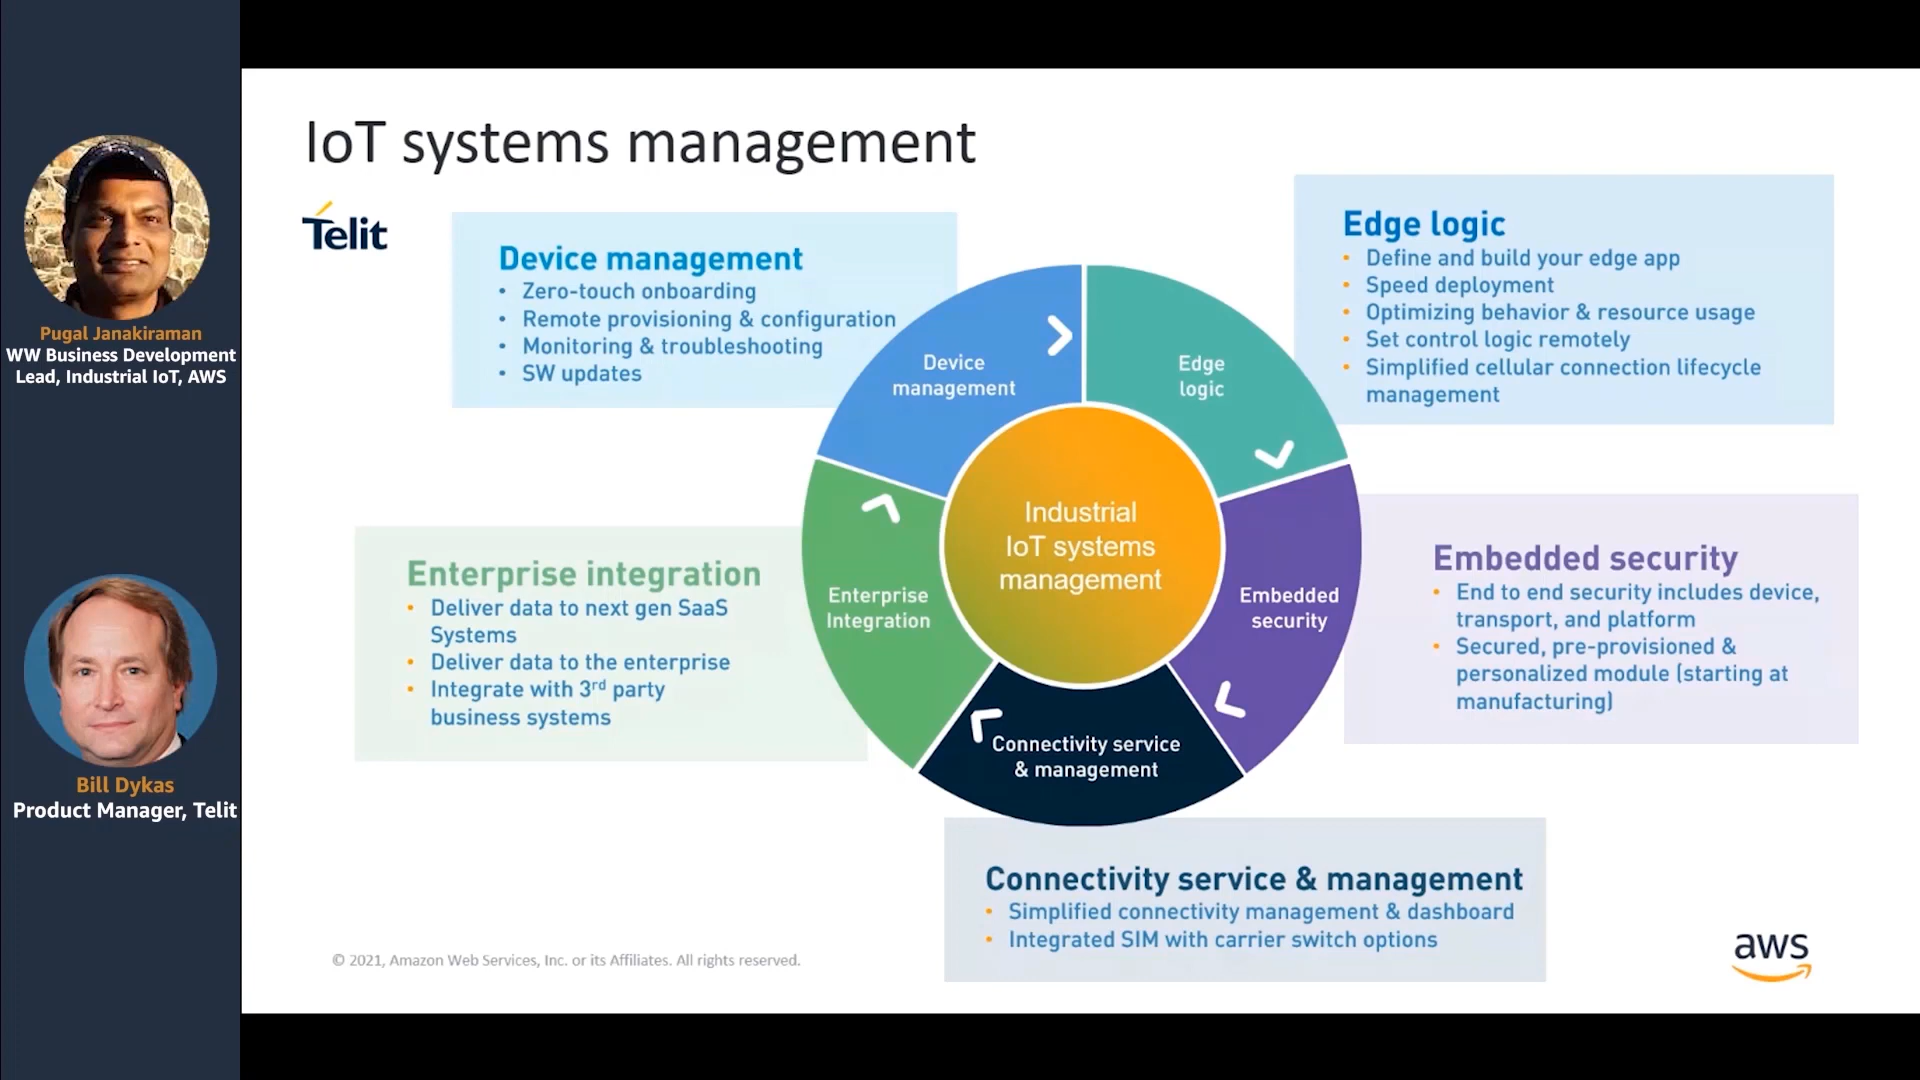 Pugal Janakiraman
WW Business Development
Lead, Industrial IoT, AWS
Bill Dykas
Product Manager, Telit
IoT systems management
Telit
Device management
• Zero-touch onboarding
• Remote provisioning & configuration
• Monitoring & troubleshooting
• SW updates
Edge logic
• Define and build your edge app
• Speed deployment
• Optimizing behavior & resource usage
• Set control logic remotely
• Simplified cellular connection lifecycle
management
Device
management
Edge
logic
Industrial
IoT systems
management
Enterprise
Integration
Embedded
security
Connectivity service
& management
Enterprise integration
• Deliver data to next gen SaaS
Systems
• Deliver data to the enterprise
• Integrate with 3rd party
business systems
Embedded security
• End to end security includes device,
transport, and platform
• Secured, pre-provisioned &
personalized module (starting at
manufacturing)
Connectivity service & management
• Simplified connectivity management & dashboard
• Integrated SIM with carrier switch options
© 2021, Amazon Web Services, Inc. or its Affiliates. All rights reserved.
aws